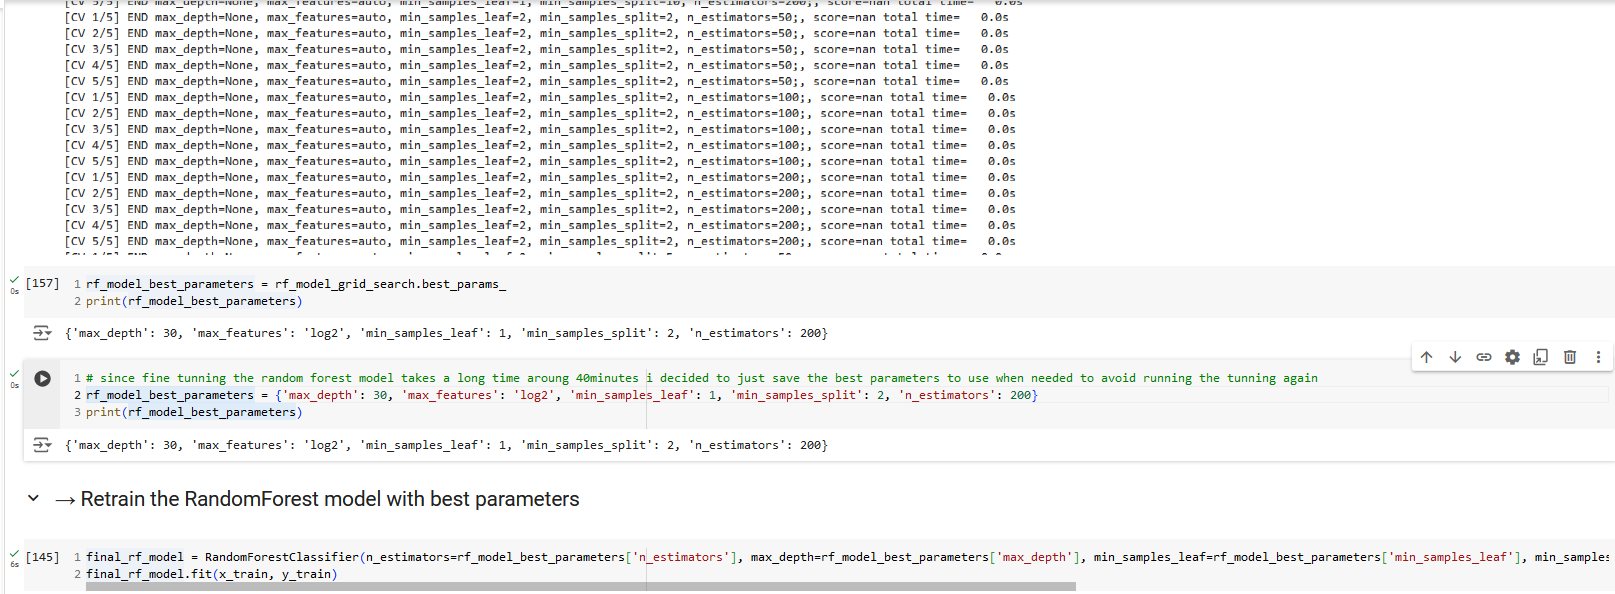 [CV 5/5] END max_depth=None, max_features=auto, min_samples_leaf=1, min_samples_split=10, n_estimators=200;, score=nan total time=   0.0s
[CV 1/5] END max_depth=None, max_features=auto, min_samples_leaf=2, min_samples_split=2, n_estimators=50;, score=nan total time=   0.0s
[CV 2/5] END max_depth=None, max_features=auto, min_samples_leaf=2, min_samples_split=2, n_estimators=50;, score=nan total time=   0.0s
[CV 3/5] END max_depth=None, max_features=auto, min_samples_leaf=2, min_samples_split=2, n_estimators=50;, score=nan total time=   0.0s
[CV 4/5] END max_depth=None, max_features=auto, min_samples_leaf=2, min_samples_split=2, n_estimators=50;, score=nan total time=   0.0s
[CV 5/5] END max_depth=None, max_features=auto, min_samples_leaf=2, min_samples_split=2, n_estimators=50;, score=nan total time=   0.0s
[CV 1/5] END max_depth=None, max_features=auto, min_samples_leaf=2, min_samples_split=2, n_estimators=100;, score=nan total time=   0.0s
[CV 2/5] END max_depth=None, max_features=auto, min_samples_leaf=2, min_samples_split=2, n_estimators=100;, score=nan total time=   0.0s
[CV 3/5] END max_depth=None, max_features=auto, min_samples_leaf=2, min_samples_split=2, n_estimators=100;, score=nan total time=   0.0s
[CV 4/5] END max_depth=None, max_features=auto, min_samples_leaf=2, min_samples_split=2, n_estimators=100;, score=nan total time=   0.0s
[CV 5/5] END max_depth=None, max_features=auto, min_samples_leaf=2, min_samples_split=2, n_estimators=100;, score=nan total time=   0.0s
[CV 1/5] END max_depth=None, max_features=auto, min_samples_leaf=2, min_samples_split=2, n_estimators=200;, score=nan total time=   0.0s
[CV 2/5] END max_depth=None, max_features=auto, min_samples_leaf=2, min_samples_split=2, n_estimators=200;, score=nan total time=   0.0s
[CV 3/5] END max_depth=None, max_features=auto, min_samples_leaf=2, min_samples_split=2, n_estimators=200;, score=nan total time=   0.0s
[CV 4/5] END max_depth=None, max_features=auto, min_samples_leaf=2, min_samples_split=2, n_estimators=200;, score=nan total time=   0.0s
[CV 5/5] END max_depth=None, max_features=auto, min_samples_leaf=2, min_samples_split=2, n_estimators=200;, score=nan total time=   0.0s
[157] 1 rf_model_best_parameters = rf_model_grid_search.best_params_
0s 2 print(rf_model_best_parameters)
{'max_depth': 30, 'max_features': 'log2', 'min_samples_leaf': 1, 'min_samples_split': 2, 'n_estimators': 200}
1 # since fine tunning the random forest model takes a long time aroung 40minutes i decided to just save the best parameters to use when needed to avoid running the tunning again
0s 2 rf_model_best_parameters = {'max_depth': 30, 'max_features': 'log2', 'min_samples_leaf': 1, 'min_samples_split': 2, 'n_estimators': 200}
3 print(rf_model_best_parameters)
{'max_depth': 30, 'max_features': 'log2', 'min_samples_leaf': 1, 'min_samples_split': 2, 'n_estimators': 200}
→ Retrain the RandomForest model with best parameters
[145] 1 final_rf_model = RandomForestClassifier(n_estimators=rf_model_best_parameters['n_estimators'], max_depth=rf_model_best_parameters['max_depth'], min_samples_leaf=rf_model_best_parameters['min_samples_leaf'], min_samples
6s 2 final_rf_model.fit(x_train, y_train)